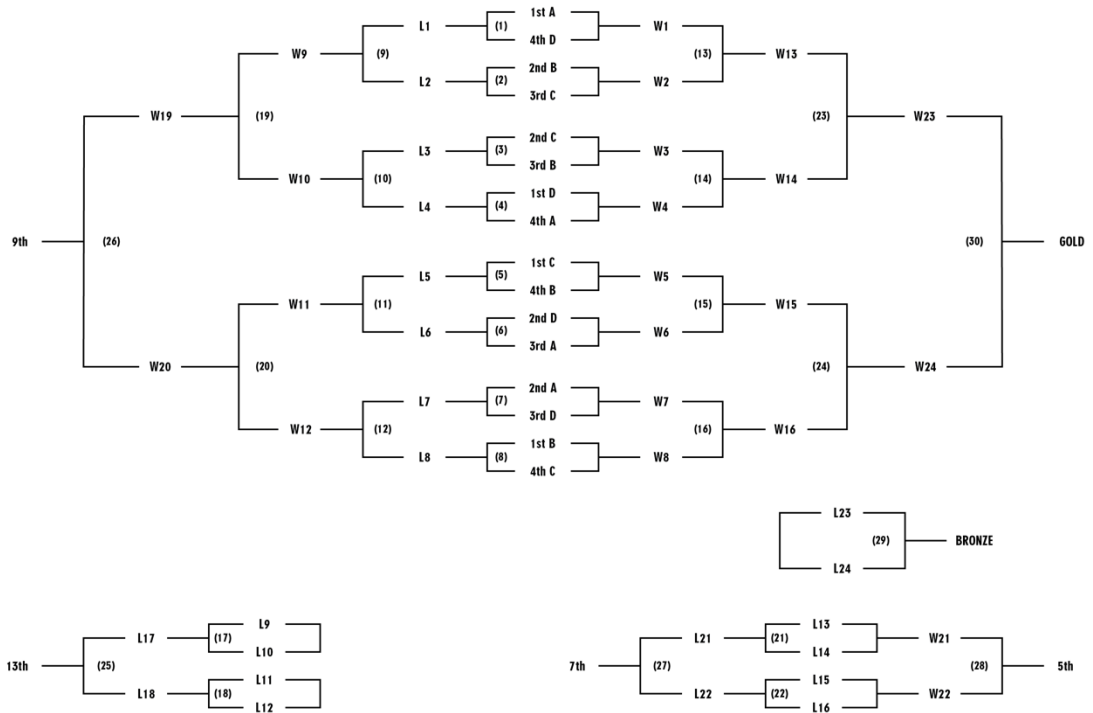 1st A
L1 (1) W1
4th D
W9 (9) (13) W13
2nd B
L2 (2) W2
3rd C
W19 (19) (23) W23
2nd C
L3 (3) W3
3rd B
W10 (10) (14) W14
1st D
L4 (4) W4
4th A
9th (26) (30) GOLD
1st C
L5 (5) W5
4th B
W11 (11) (15) W15
2nd D
L6 (6) W6
3rd A
W20 (20) (24) W24
2nd A
L7 (7) W7
3rd D
W12 (12) (16) W16
1st B
L8 (8) W8
4th C
L23
(29) BRONZE
L24
L9 L13
L17 (17) L21 (21) W21
L10 L14
13th (25) 7th (27) (28) 5th
L11 L15
L18 (18) L22 (22) W22
L12 L16